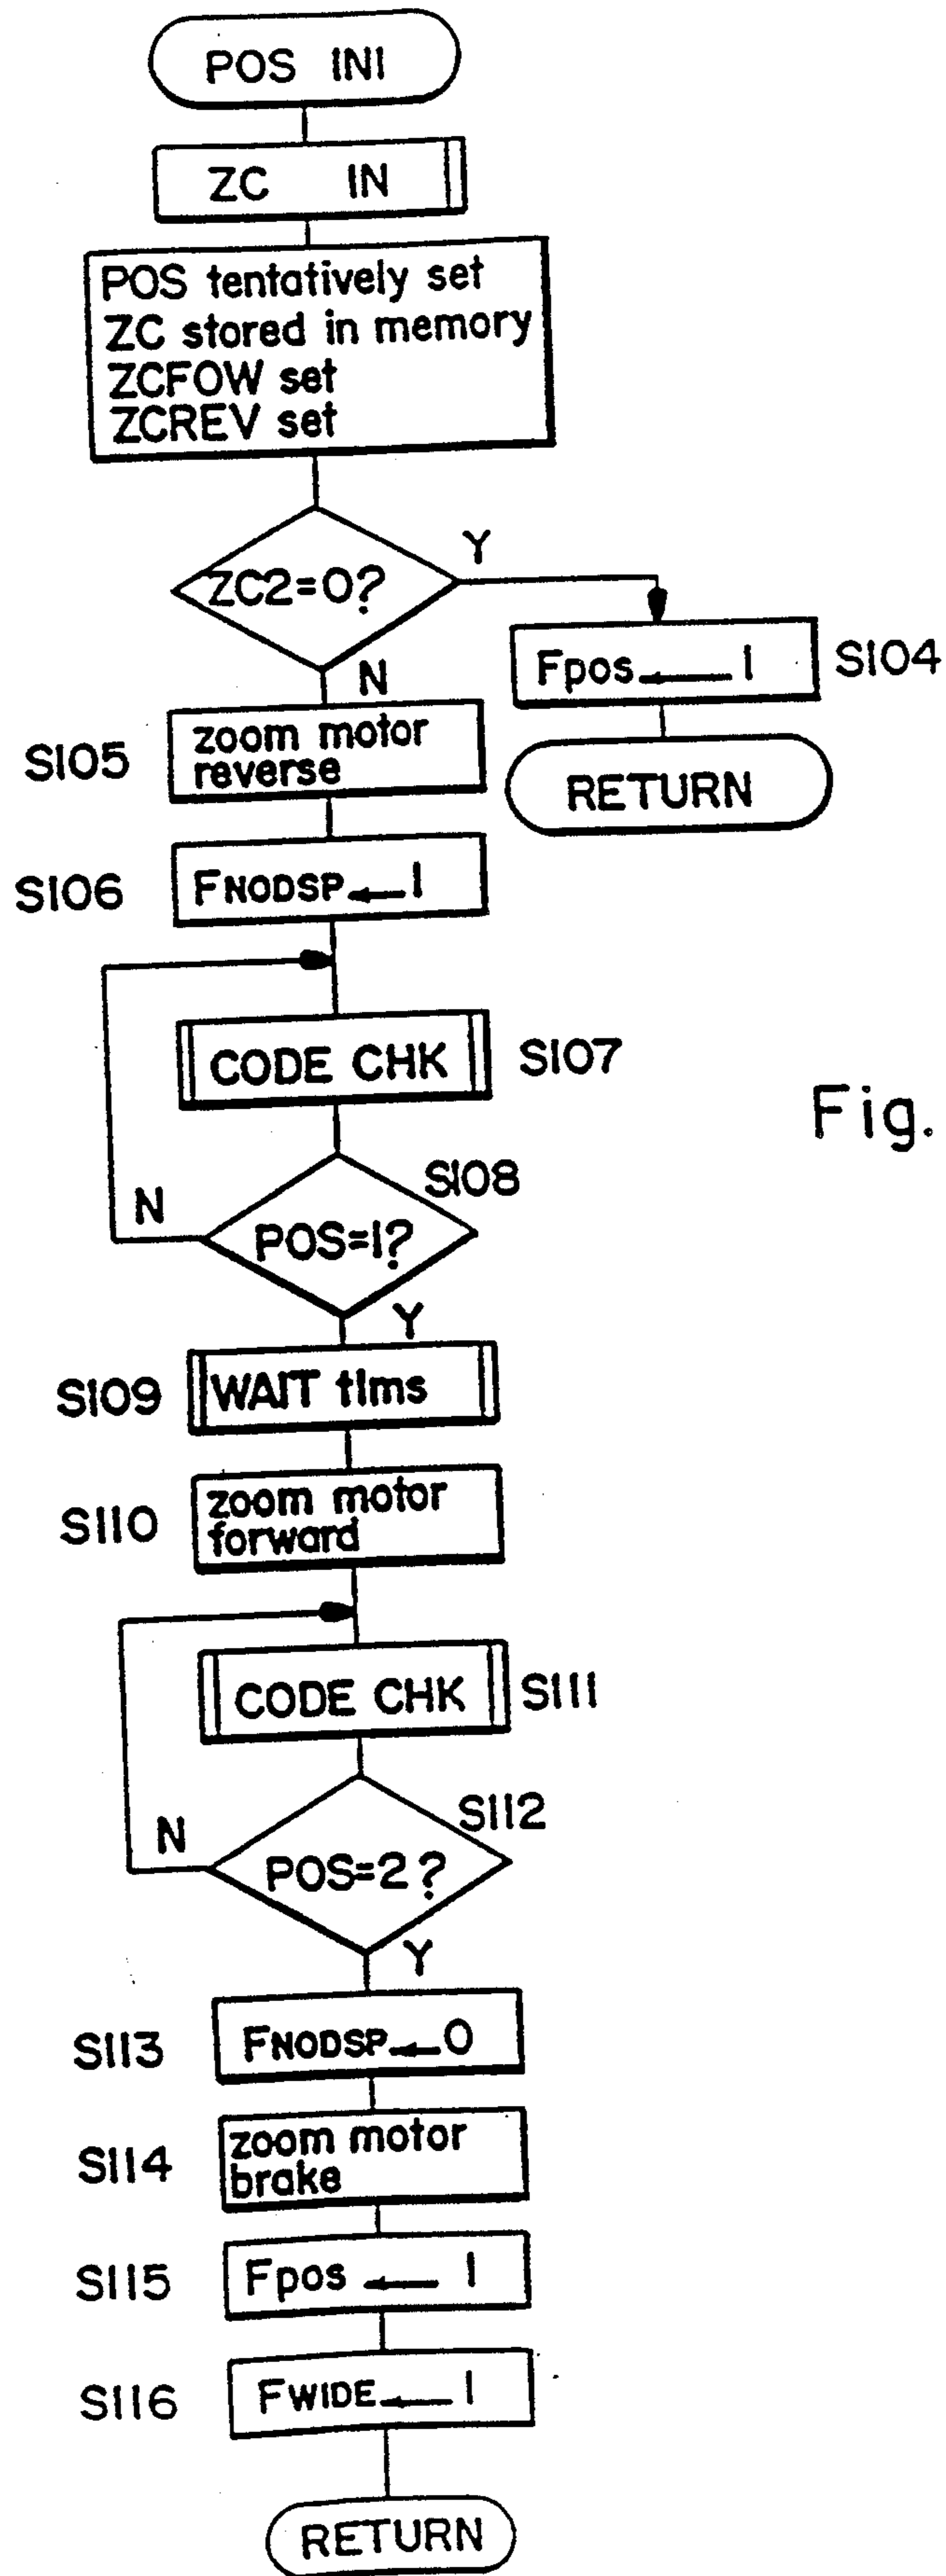 POS INI
ZC IN
POS tentatively set
ZC stored in memory
ZCFOW set
ZCREV set
ZC2=0?
Y
N
Fpos ← 1
S104
RETURN
S105
zoom motor
reverse
S106
FNODSP ← 1
CODE CHK
S107
Fig.
S108
N
POS=1?
Y
S109
WAIT t1ms
S110
zoom motor
forward
CODE CHK
S111
S112
N
POS=2?
Y
S113
FNODSP ← 0
S114
zoom motor
brake
S115
Fpos ← 1
S116
FWIDE ← 1
RETURN